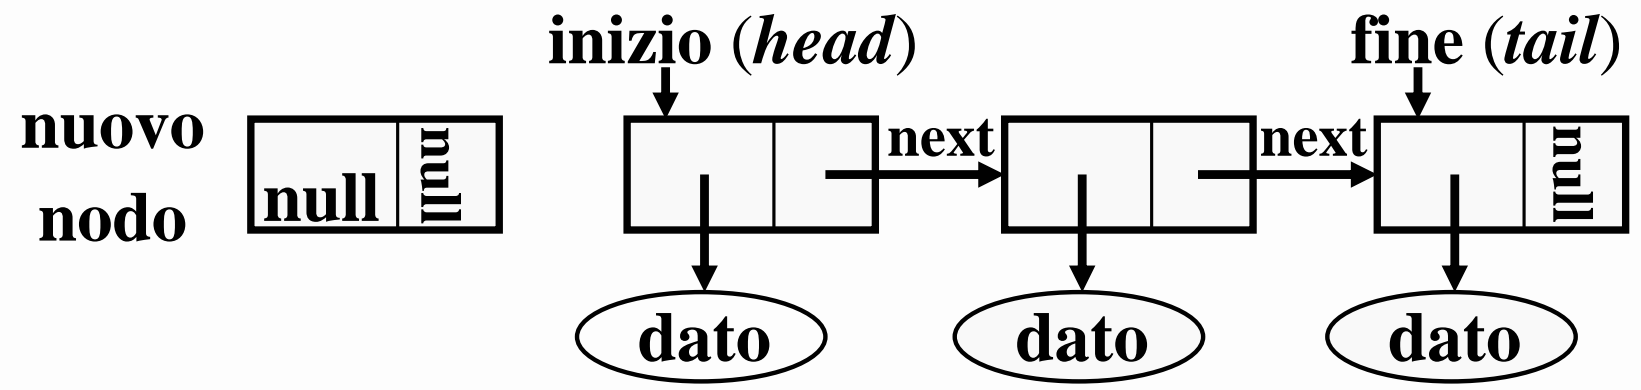 inizio (head)
fine (tail)
nuovo
nodo
null
null
next
next
null
dato
dato
dato